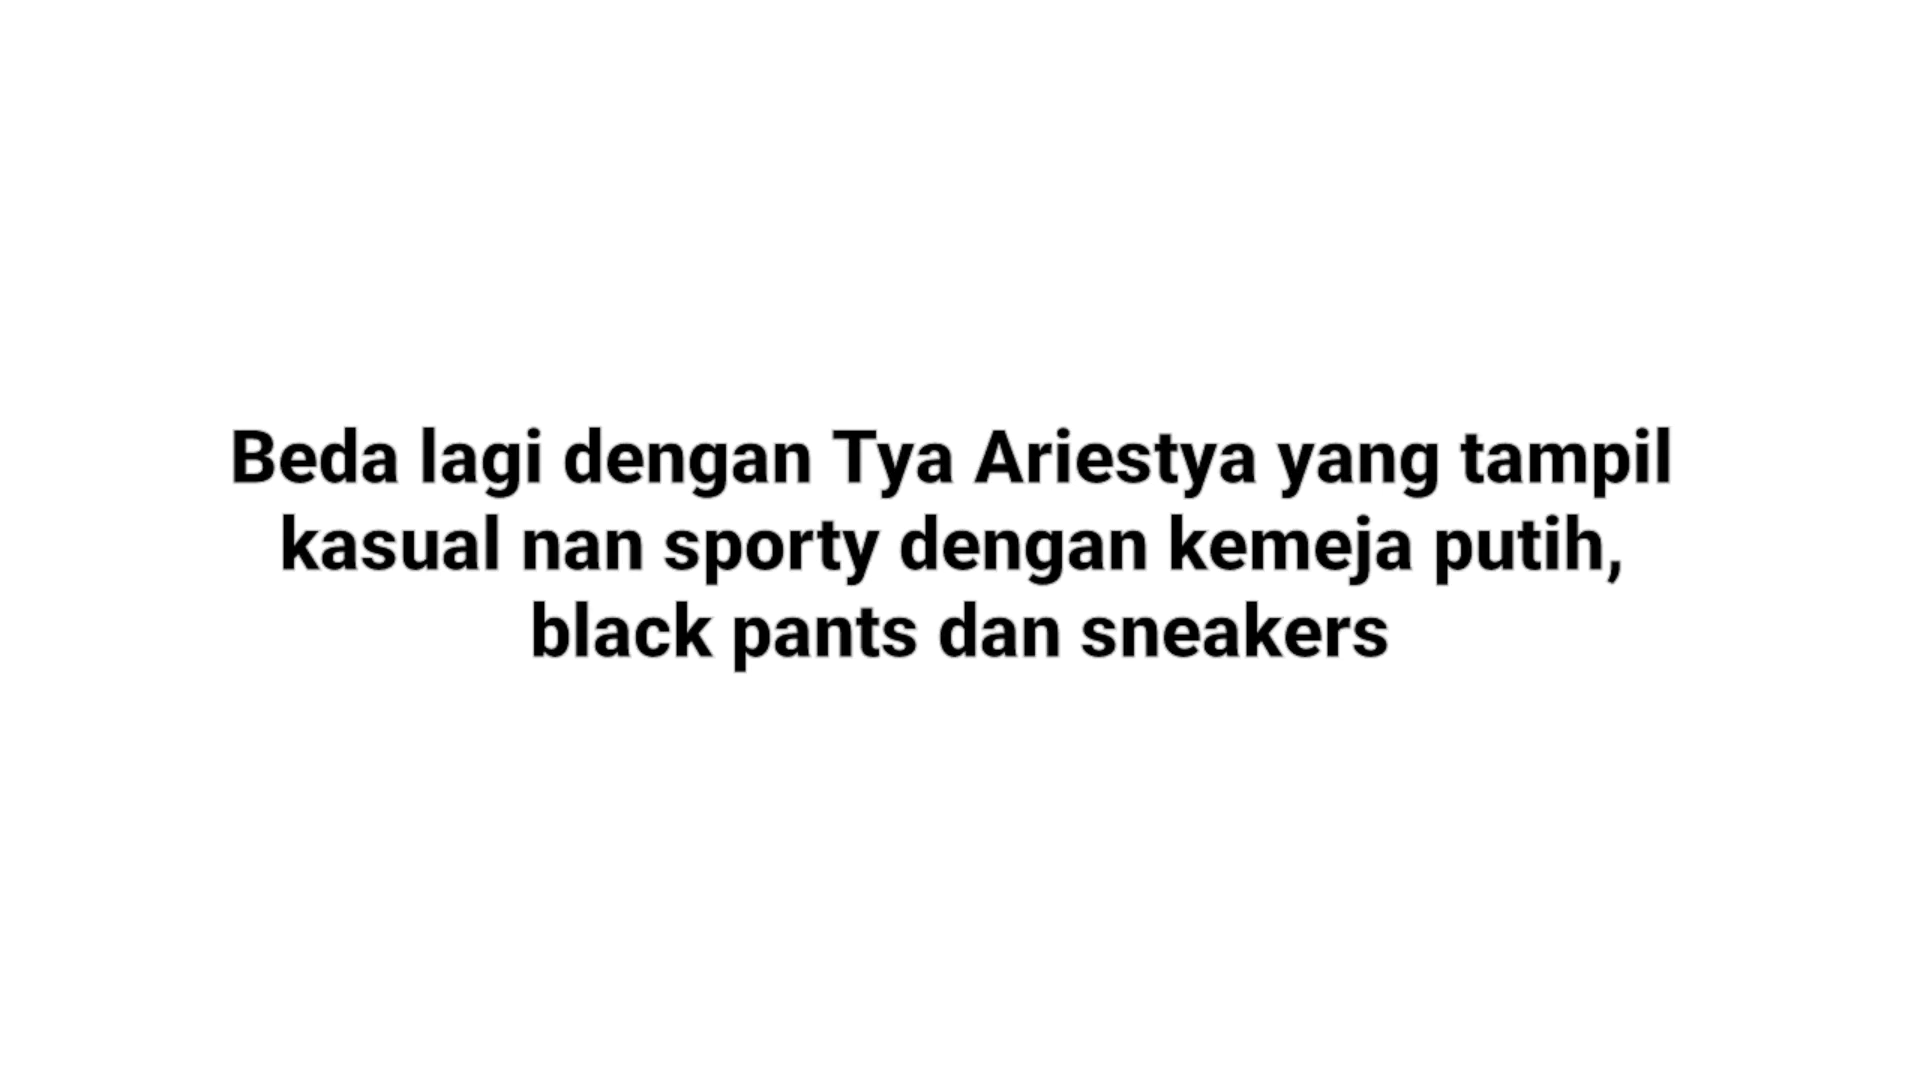 Beda lagi dengan Tya Ariestya yang tampil
kasual nan sporty dengan kemeja putih,
black pants dan sneakers